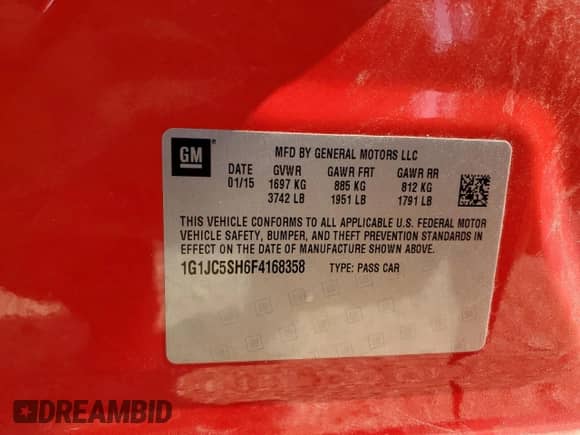 GM
MFD BY GENERAL MOTORS LLC
DATE GVWR GAWR FRT GAWR RR
01/15 1697 KG 885 KG 812 KG
3742 LB 1951 LB 1791 LB
THIS VEHICLE CONFORMS TO ALL APPLICABLE U.S. FEDERAL MOTOR
VEHICLE SAFETY, BUMPER, AND THEFT PREVENTION STANDARDS IN
EFFECT ON THE DATE OF MANUFACTURE SHOWN ABOVE.
1G1JC5SH6F4168358 TYPE: PASS CAR
DREAMBID